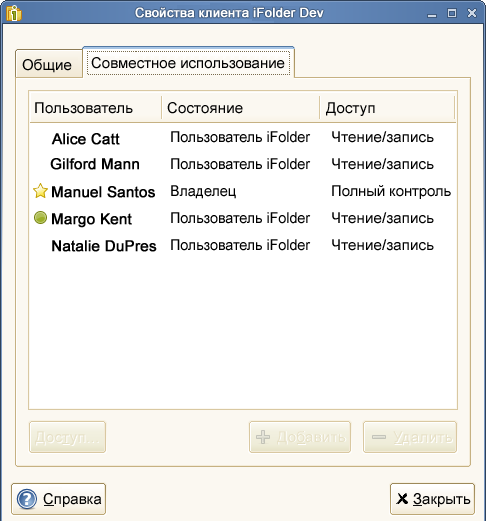 Свойства клиента iFolder Dev
Общие
Совместное использование
Пользователь Состояние Доступ
Alice Catt Пользователь iFolder Чтение/запись
Gilford Mann Пользователь iFolder Чтение/запись
Manuel Santos Владелец Полный контроль
Margo Kent Пользователь iFolder Чтение/запись
Natalie DuPres Пользователь iFolder Чтение/запись
Доступ... Добавить Удалить
Справка Закрыть